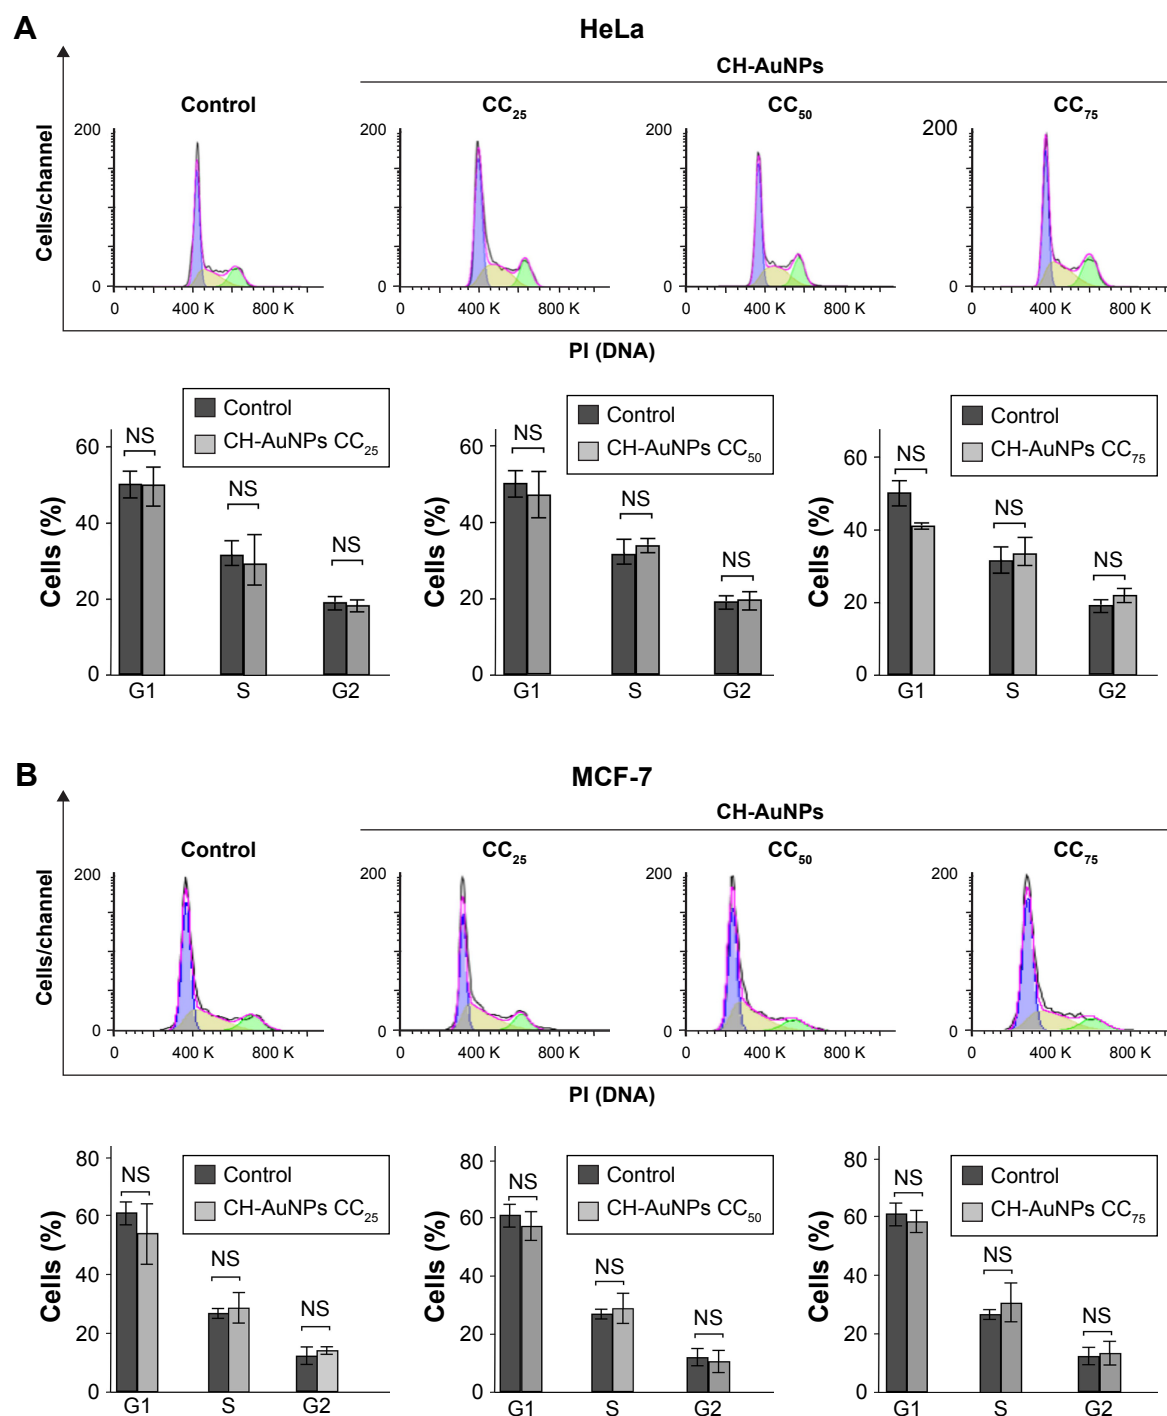 A
HeLa
CH-AuNPs
Control
CC25
CC50
CC75
Cells/channel
200
0
0
400 K
800 K
200
0
0
400 K
800 K
200
0
0
400 K
800 K
200
0
0
400 K
800 K
PI (DNA)
Control
CH-AuNPs CC25
Cells (%)
60
40
20
0
NS
NS
NS
G1
S
G2
Control
CH-AuNPs CC50
Cells (%)
60
40
20
0
NS
NS
NS
G1
S
G2
Control
CH-AuNPs CC75
Cells (%)
60
40
20
0
NS
NS
NS
G1
S
G2
B
MCF-7
CH-AuNPs
Control
CC25
CC50
CC75
Cells/channel
200
0
0
400 K
800 K
200
0
0
400 K
800 K
200
0
0
400 K
800 K
200
0
0
400 K
800 K
PI (DNA)
Control
CH-AuNPs CC25
Cells (%)
80
60
40
20
0
NS
NS
NS
G1
S
G2
Control
CH-AuNPs CC50
Cells (%)
80
60
40
20
0
NS
NS
NS
G1
S
G2
Control
CH-AuNPs CC75
Cells (%)
80
60
40
20
0
NS
NS
NS
G1
S
G2